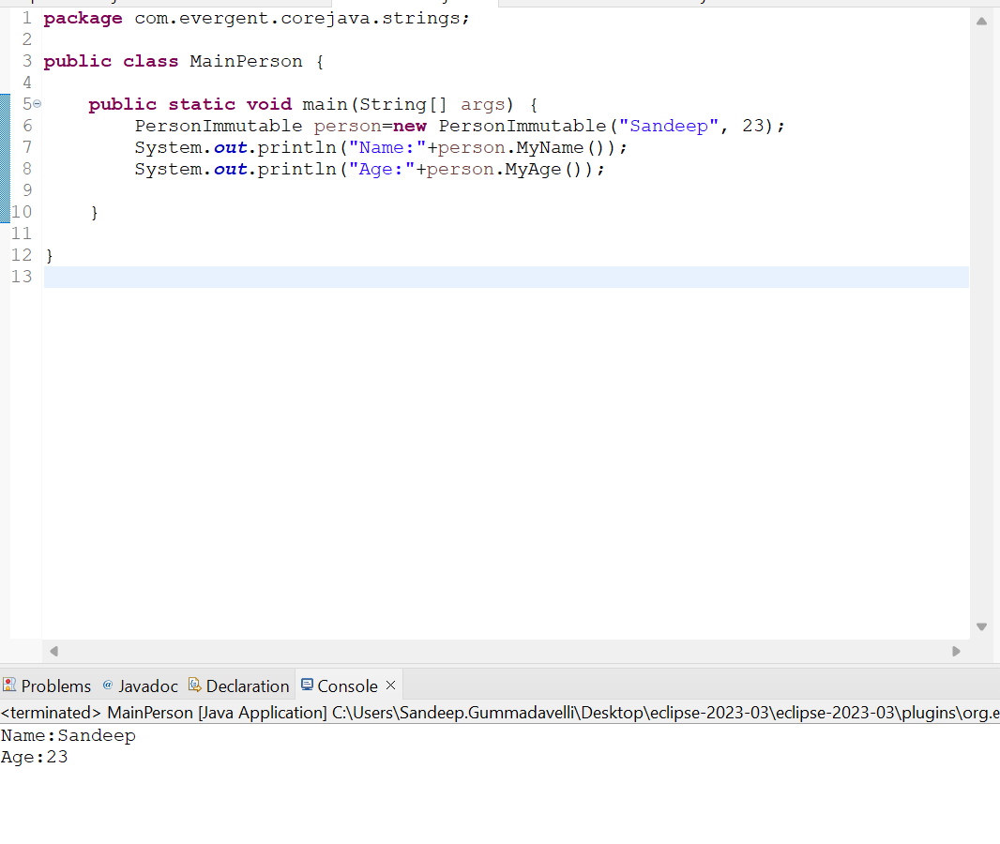 1 package com.evergent.corejava.strings;
2
3 public class MainPerson {
4
5 public static void main(String[] args) {
6 PersonImmutable person=new PersonImmutable("Sandeep", 23);
7 System.out.println("Name:"+person.MyName());
8 System.out.println("Age:"+person.MyAge());
9
10 }
11
12 }
13
Problems @ Javadoc Declaration Console ×
<terminated> MainPerson [Java Application] C:\Users\Sandeep.Gummadavelli\Desktop\eclipse-2023-03\eclipse-2023-03\plugins\org.e
Name:Sandeep
Age:23